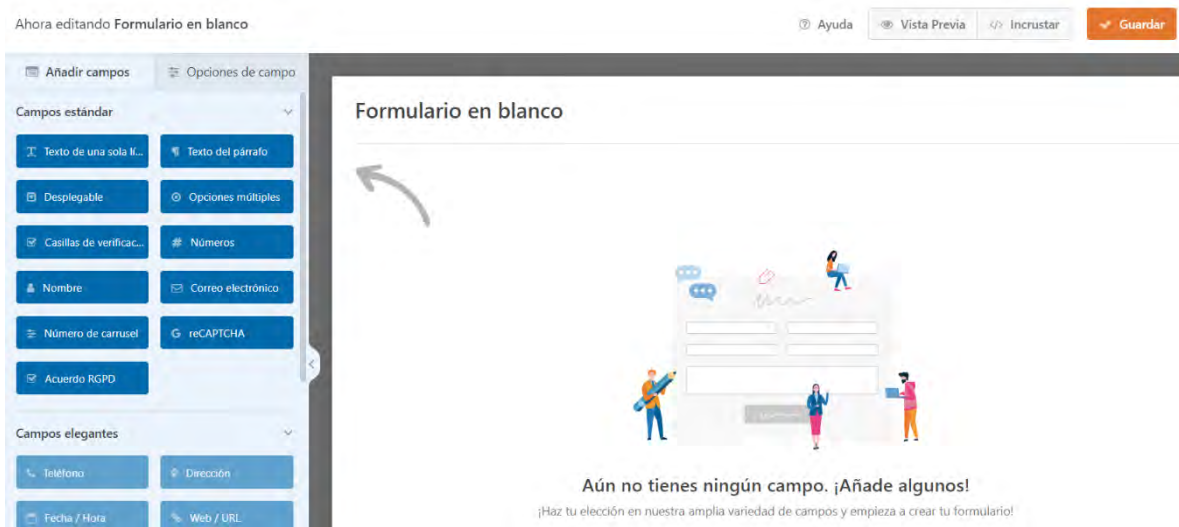 Ahora editando Formulario en blanco
Ayuda
Vista Previa
</> Incrustar
Guardar
Añadir campos
Opciones de campo
Campos estándar
Texto de una sola lí...
Texto del párrafo
Desplegable
Opciones múltiples
Casillas de verificac...
# Números
Nombre
Correo electrónico
Número de carrusel
G reCAPTCHA
Acuerdo RGPD
Campos elegantes
Teléfono
Dirección
Fecha / Hora
Web / URL
Formulario en blanco
Aún no tienes ningún campo. ¡Añade algunos!
¡Haz tu elección en nuestra amplia variedad de campos y empieza a crear tu formulario!